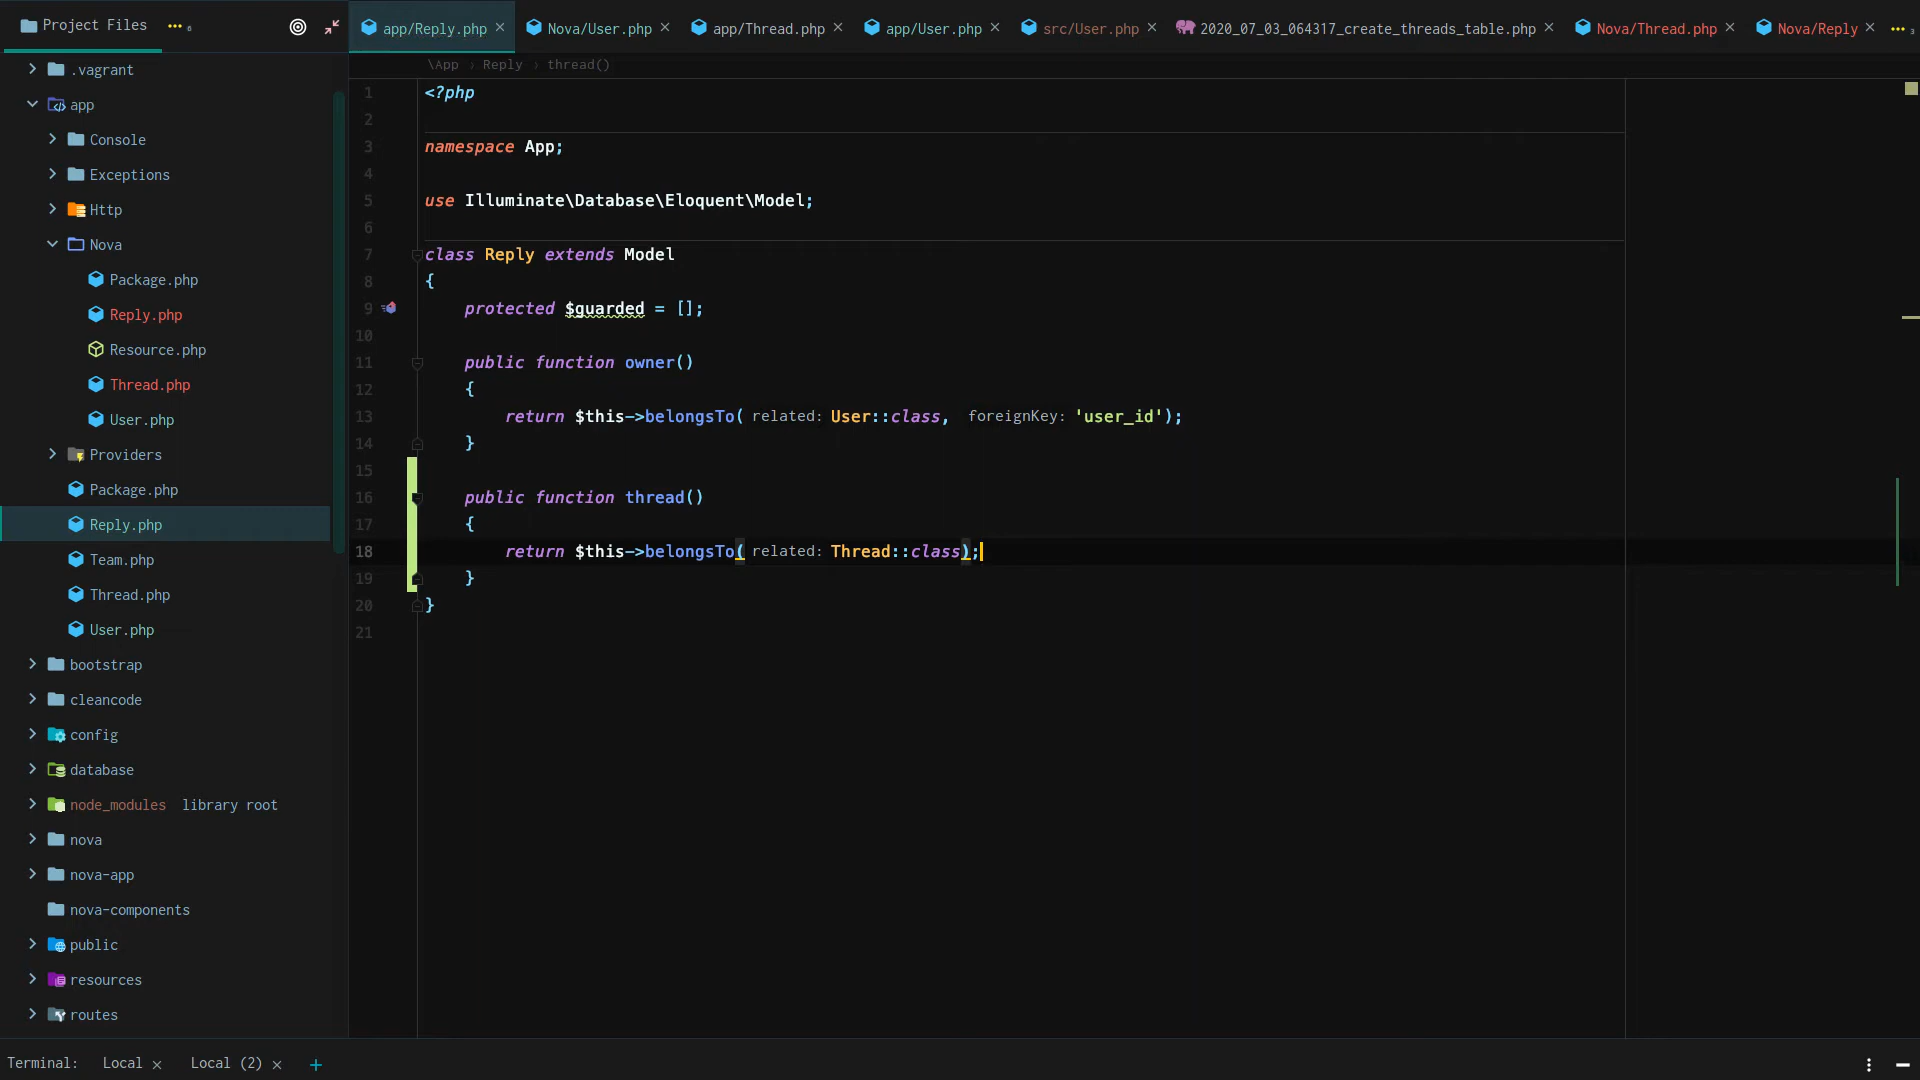 Project Files ... 6
app/Reply.php
Nova/User.php
app/Thread.php
app/User.php
src/User.php
2020_07_03_064317_create_threads_table.php
Nova/Thread.php
Nova/Reply
... 3
.vagrant
app
Console
Exceptions
Http
Nova
Package.php
Reply.php
Resource.php
Thread.php
User.php
Providers
Package.php
Reply.php
Team.php
Thread.php
User.php
bootstrap
cleancode
config
database
node_modules library root
nova
nova-app
nova-components
public
resources
routes
\App › Reply › thread()
1 <?php
2
3 namespace App;
4
5 use Illuminate\Database\Eloquent\Model;
6
7 class Reply extends Model
8 {
9 protected $guarded = [];
10
11 public function owner()
12 {
13 return $this->belongsTo( related: User::class, foreignKey: 'user_id');
14 }
15
16 public function thread()
17 {
18 return $this->belongsTo( related: Thread::class);
19 }
20 }
21
Terminal: Local × Local (2) × +